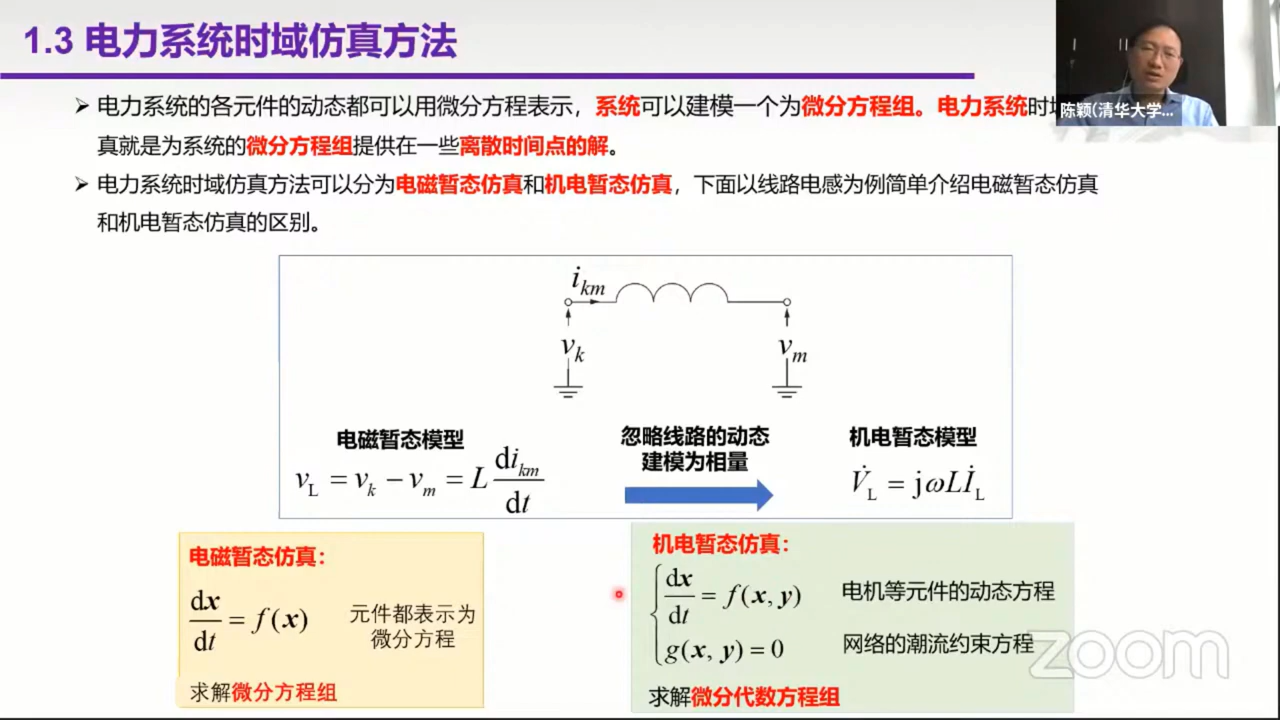 1.3 电力系统时域仿真方法
陈颖(清华大学...
➢ 电力系统的各元件的动态都可以用微分方程表示，系统可以建模一个为微分方程组。电力系统时
真就是为系统的微分方程组提供在一些离散时间点的解。
➢ 电力系统时域仿真方法可以分为电磁暂态仿真和机电暂态仿真，下面以线路电感为例简单介绍电磁暂态仿真
和机电暂态仿真的区别。
i_km
v_k
v_m
电磁暂态模型
v_L = v_k − v_m = L di_km/dt
忽略线路的动态
建模为相量
机电暂态模型
V̇_L = jωLİ_L
电磁暂态仿真：
dx/dt = f(x)
元件都表示为
微分方程
求解微分方程组
机电暂态仿真：
dx/dt = f(x, y)
电机等元件的动态方程
g(x, y) = 0
网络的潮流约束方程
求解微分代数方程组
zoom